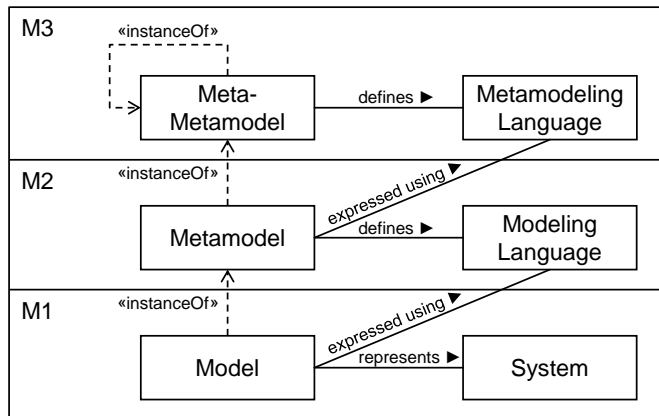 M3
«instanceOf»
Meta-
Metamodel
defines ►
Metamodeling
Language
M2
«instanceOf»
expressed using ►
Metamodel
defines ►
Modeling
Language
M1
«instanceOf»
expressed using ►
Model
represents ►
System